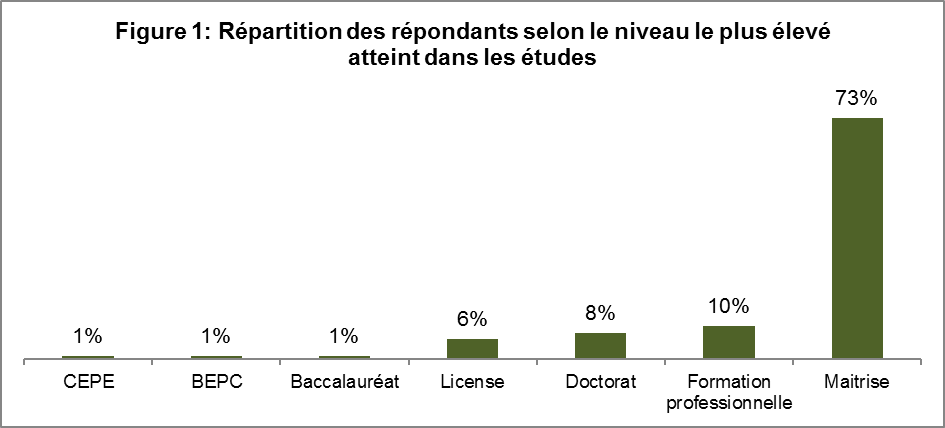 Figure 1: Répartition des répondants selon le niveau le plus élevé
atteint dans les études
73%
10%
8%
6%
1%
1%
1%
CEPE
BEPC
Baccalauréat
License
Doctorat
Formation
professionnelle
Maitrise